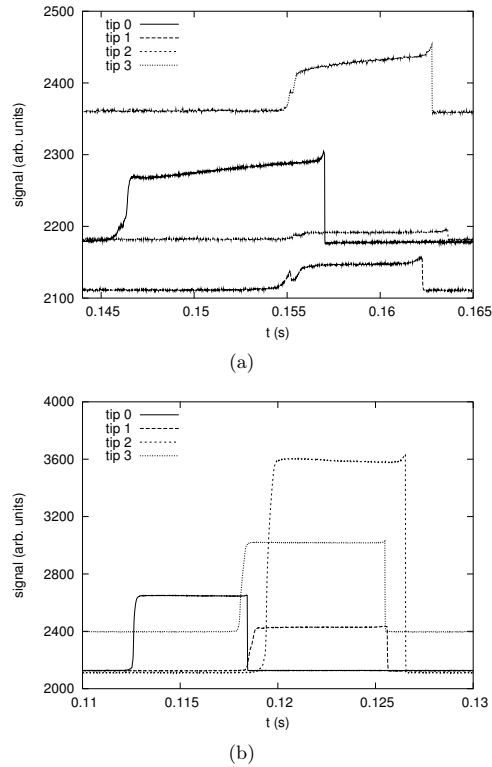 2500
2400
2300
2200
2100
signal (arb. units)
tip 0
tip 1
tip 2
tip 3
0.145 0.15 0.155 0.16 0.165
t (s)
(a)
4000
3600
3200
2800
2400
2000
signal (arb. units)
tip 0
tip 1
tip 2
tip 3
0.11 0.115 0.12 0.125 0.13
t (s)
(b)